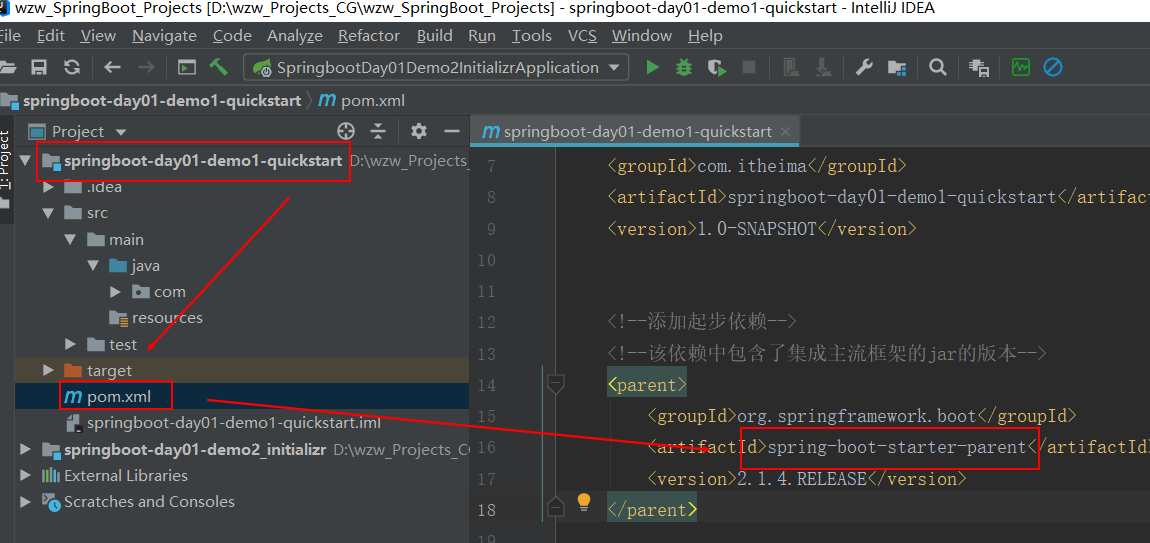 wzw_SpringBoot_Projects [D:\wzw_Projects_CG\wzw_SpringBoot_Projects] - springboot-day01-demo1-quickstart - IntelliJ IDEA
File Edit View Navigate Code Analyze Refactor Build Run Tools VCS Window Help
SpringbootDay01Demo2InitializrApplication
springboot-day01-demo1-quickstart pom.xml
1: Project
Project
springboot-day01-demo1-quickstart D:\wzw_Projects_
.idea
src
main
java
com
resources
test
target
pom.xml
springboot-day01-demo1-quickstart.iml
springboot-day01-demo2_initializr D:\wzw_Projects_CG
External Libraries
Scratches and Consoles
springboot-day01-demo1-quickstart
7 <groupId>com.itheima</groupId>
8 <artifactId>springboot-day01-demo1-quickstart</artifact
9 <version>1.0-SNAPSHOT</version>
10
11
12 <!--添加起步依赖-->
13 <!--该依赖中包含了集成主流框架的jar的版本-->
14 <parent>
15 <groupId>org.springframework.boot</groupId>
16 <artifactId>spring-boot-starter-parent</artifactId>
17 <version>2.1.4.RELEASE</version>
18 </parent>
19